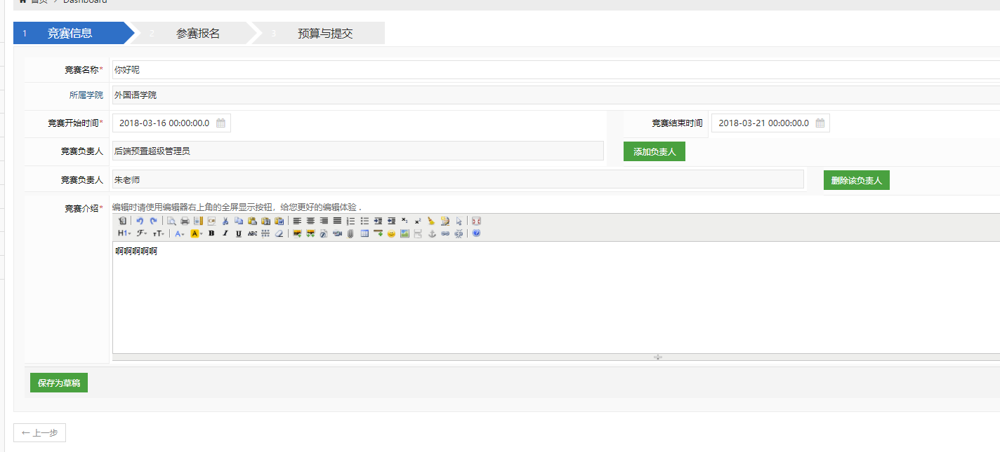 首页 > Dashboard
1 竞赛信息 2 参赛报名 3 预算与提交
竞赛名称* 你好呢
所属学院 外国语学院
竞赛开始时间* 2018-03-16 00:00:00.0 竞赛结束时间 2018-03-21 00:00:00.0
竞赛负责人 后端预置超级管理员 添加负责人
竞赛负责人 朱老师 删除该负责人
竞赛介绍* 编辑时请使用编辑器右上角的全屏显示按钮，给您更好的编辑体验 .
H1 F TT A A B I U ABC
啊啊啊啊啊
保存为草稿
← 上一步